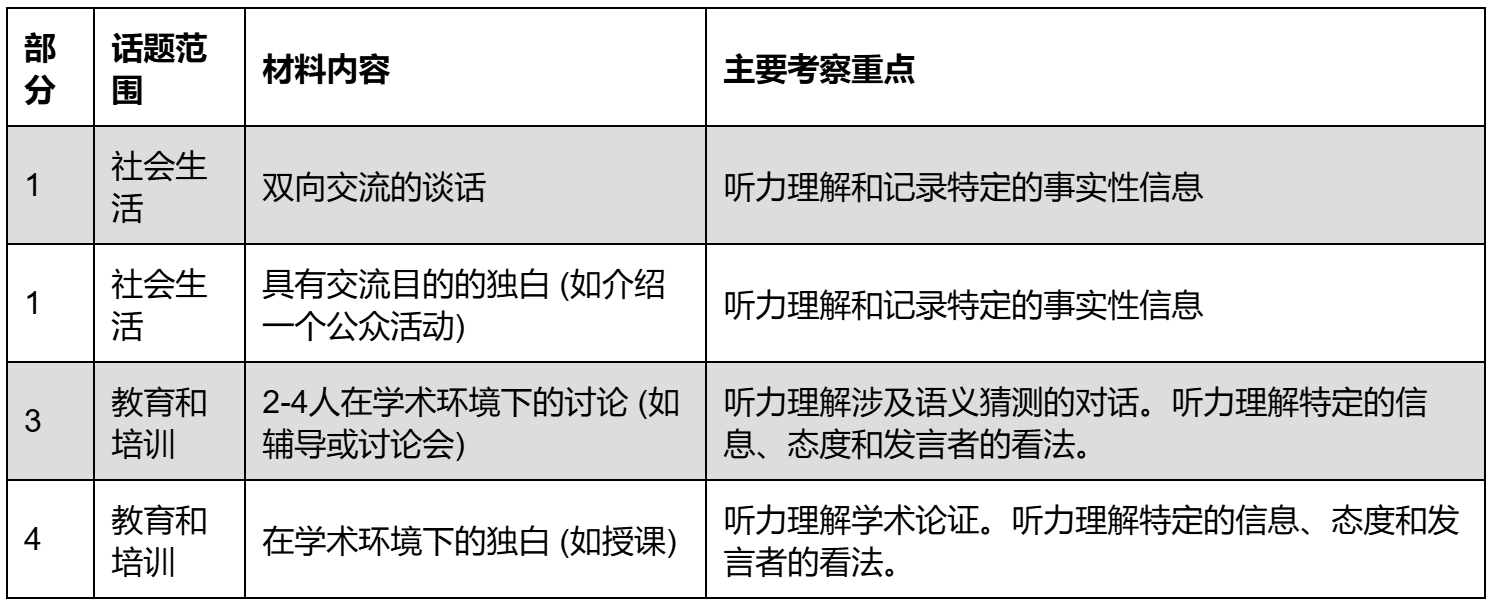 部分 话题范围 材料内容 主要考察重点
1 社会生活 双向交流的谈话 听力理解和记录特定的事实性信息
1 社会生活 具有交流目的的独白 (如介绍一个公众活动) 听力理解和记录特定的事实性信息
3 教育和培训 2-4人在学术环境下的讨论 (如辅导或讨论会) 听力理解涉及语义猜测的对话。听力理解特定的信息、态度和发言者的看法。
4 教育和培训 在学术环境下的独白 (如授课) 听力理解学术论证。听力理解特定的信息、态度和发言者的看法。